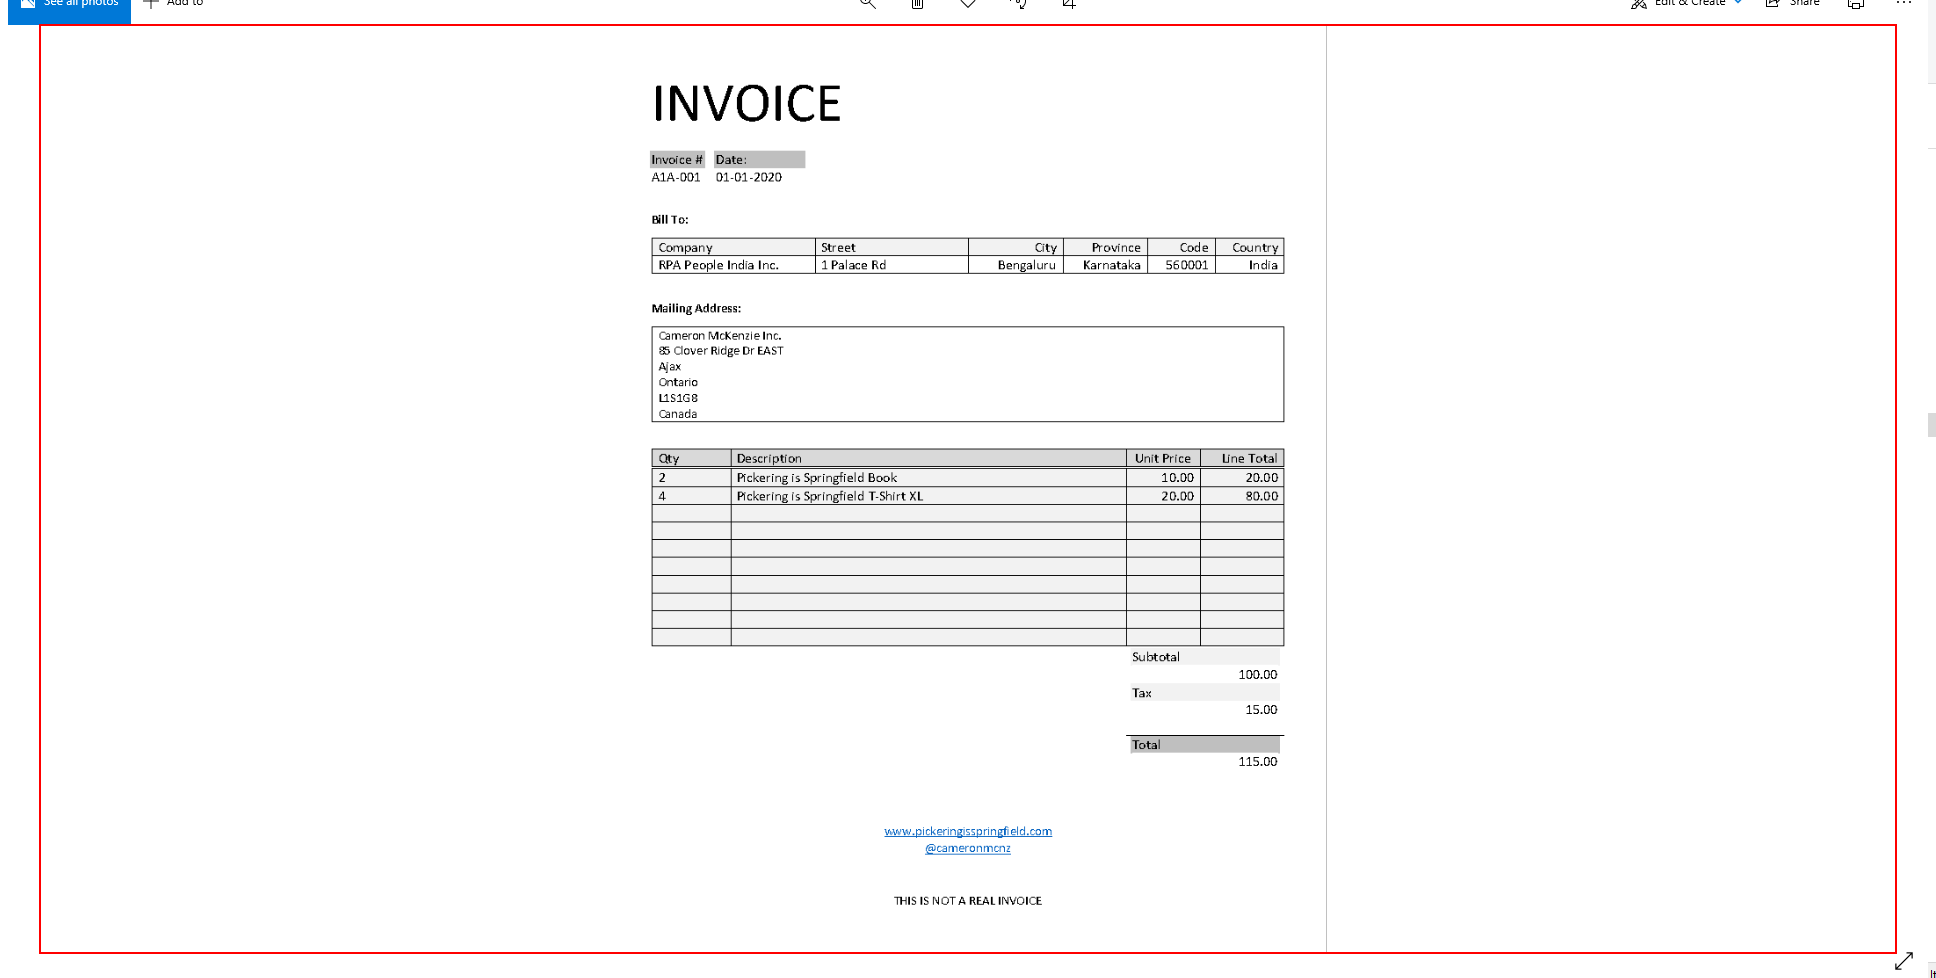 See all photos
Add to
Edit & Create
Share
INVOICE
Invoice # Date:
A1A-001 01-01-2020
Bill To:
Company Street City Province Code Country
RPA People India Inc. 1 Palace Rd Bengaluru Karnataka 560001 India
Mailing Address:
Cameron McKenzie Inc.
85 Clover Ridge Dr EAST
Ajax
Ontario
L1S1G8
Canada
Qty Description Unit Price Line Total
2 Pickering is Springfield Book 10.00 20.00
4 Pickering is Springfield T-Shirt XL 20.00 80.00
Subtotal
100.00
Tax
15.00
Total
115.00
www.pickeringisspringfield.com
@cameronmcnz
THIS IS NOT A REAL INVOICE